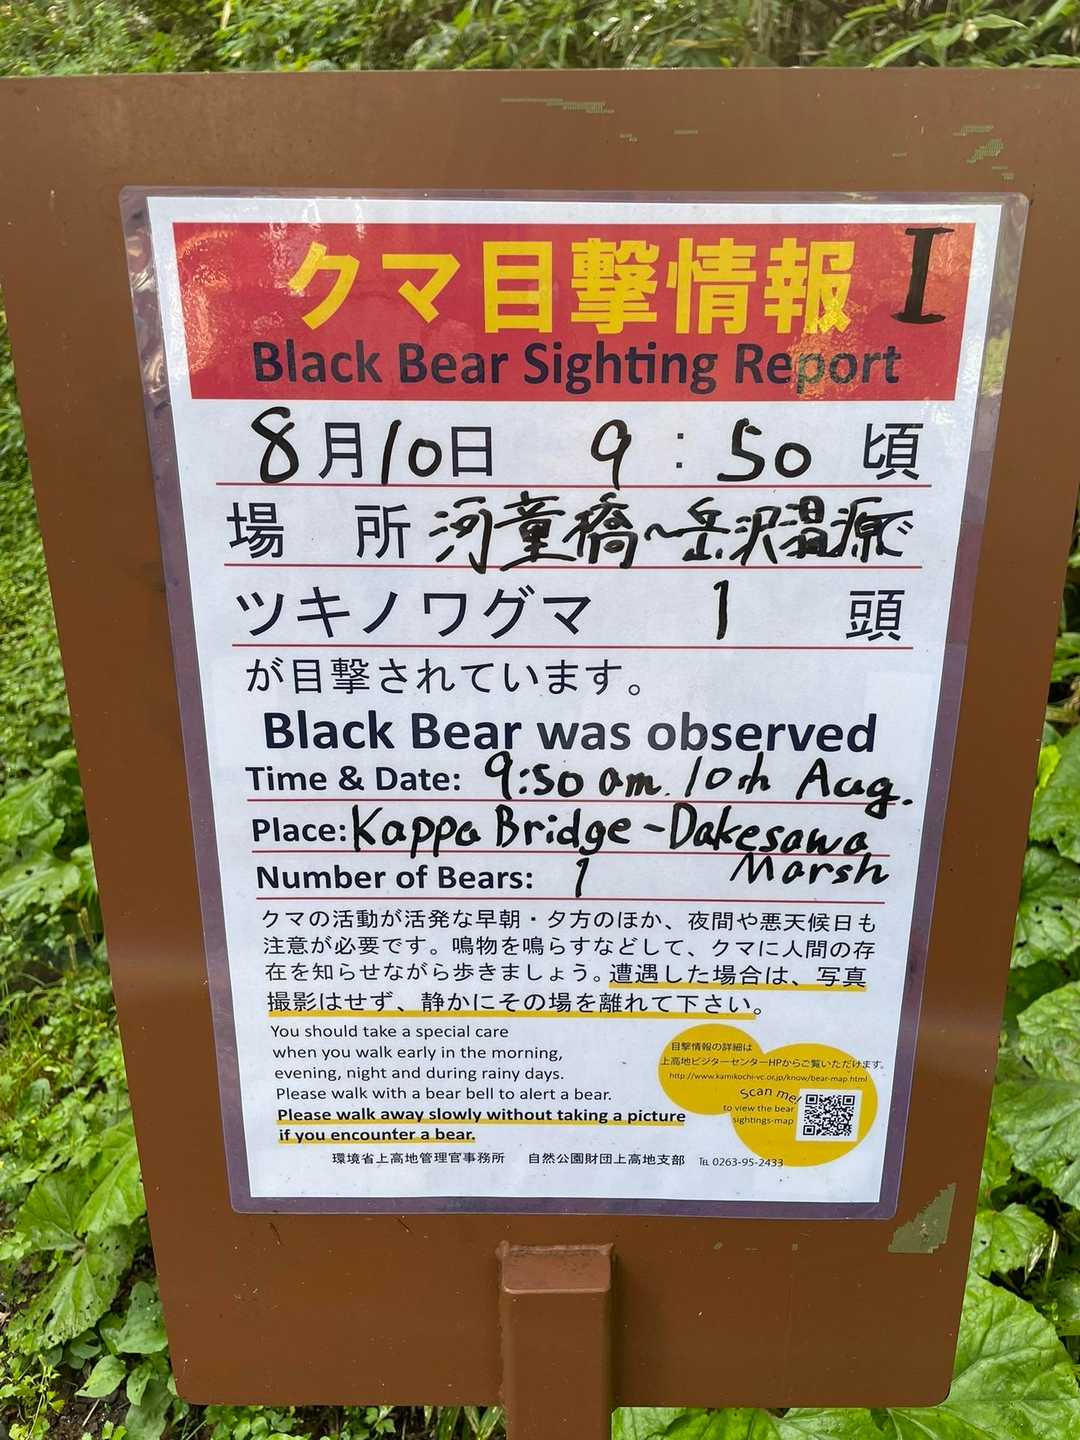 クマ目撃情報 I
Black Bear Sighting Report
8月10日 9:50頃
場所 河童橋～岳沢湿原で
ツキノワグマ 1 頭
が目撃されています。
Black Bear was observed
Time & Date: 9:50 am. 10th Aug.
Place: Kappa Bridge - Dakesawa
Marsh
Number of Bears: 1
クマの活動が活発な早朝・夕方のほか、夜間や悪天候日も
注意が必要です。鳴物を鳴らすなどして、クマに人間の存
在を知らせながら歩きましょう。遭遇した場合は、写真
撮影はせず、静かにその場を離れて下さい。
You should take a special care
when you walk early in the morning,
evening, night and during rainy days.
Please walk with a bear bell to alert a bear.
Please walk away slowly without taking a picture
if you encounter a bear.
目撃情報の詳細は
上高地ビジターセンターHPからご覧いただけます。
http://www.kamikochi-vc.or.jp/know/bear-map.html
Scan me!
to view the bear
sightings-map
環境省上高地管理官事務所 自然公園財団上高地支部 ℡ 0263-95-2433